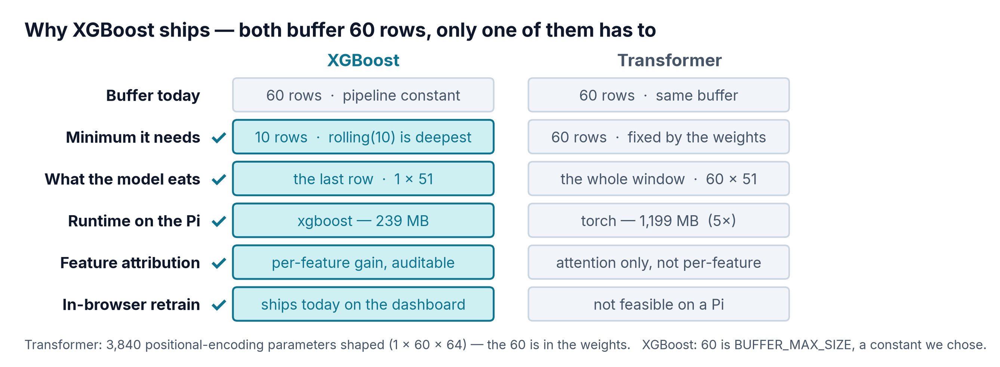 Why XGBoost ships — both buffer 60 rows, only one of them has to
XGBoost Transformer
Buffer today 60 rows · pipeline constant 60 rows · same buffer
Minimum it needs ✓ 10 rows · rolling(10) is deepest 60 rows · fixed by the weights
What the model eats ✓ the last row · 1 × 51 the whole window · 60 × 51
Runtime on the Pi ✓ xgboost — 239 MB torch — 1,199 MB (5×)
Feature attribution ✓ per-feature gain, auditable attention only, not per-feature
In-browser retrain ✓ ships today on the dashboard not feasible on a Pi
Transformer: 3,840 positional-encoding parameters shaped (1 × 60 × 64) — the 60 is in the weights. XGBoost: 60 is BUFFER_MAX_SIZE, a constant we chose.